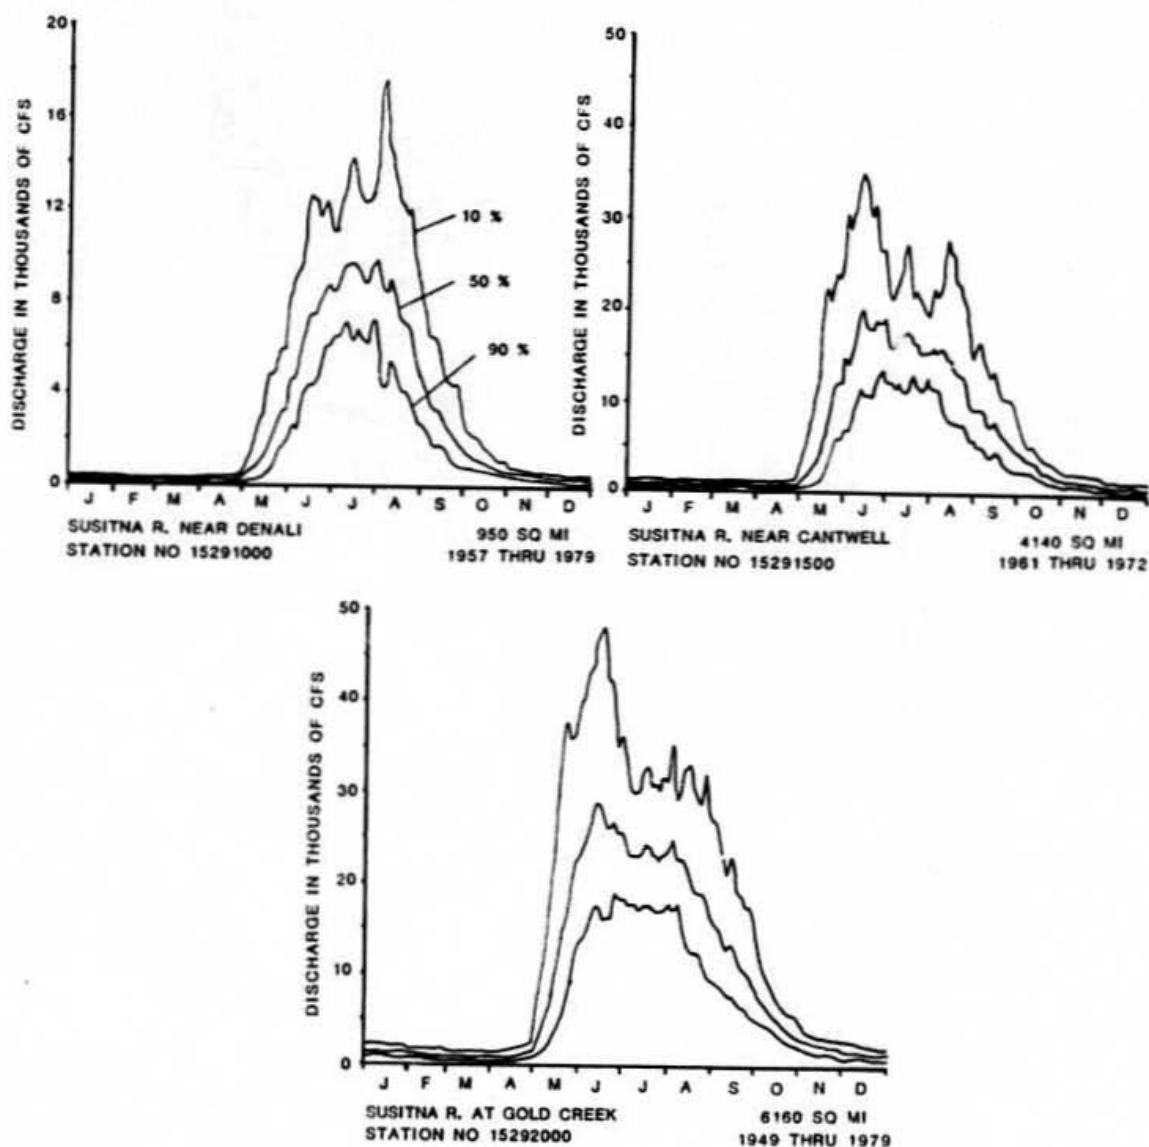 DISCHARGE IN THOUSANDS OF CFS
20
16
12
8
4
0
10 %
50 %
90 %
J F M A M J J A S O N D
SUSITNA R. NEAR DENALI 950 SQ MI
STATION NO 15291000 1957 THRU 1979
DISCHARGE IN THOUSANDS OF CFS
50
40
30
20
10
0
J F M A M J J A S O N D
SUSITNA R. NEAR CANTWELL 4140 SQ MI
STATION NO 15291500 1961 THRU 1972
DISCHARGE IN THOUSANDS OF CFS
50
40
30
20
10
0
J F M A M J J A S O N D
SUSITNA R. AT GOLD CREEK 6160 SQ MI
STATION NO 15292000 1949 THRU 1979